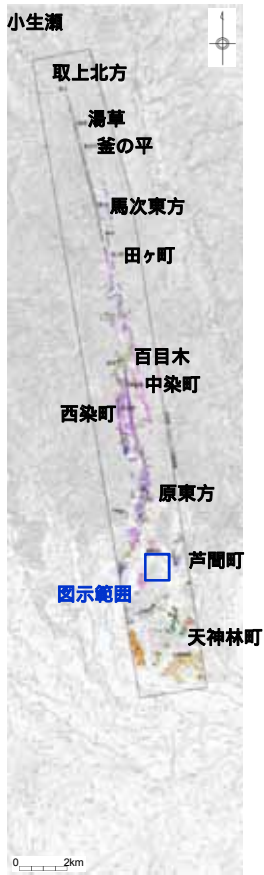 小生瀬
取上北方
湯草
釜の平
馬次東方
田ヶ町
百目木
中染町
西染町
原東方
芦間町
図示範囲
天神林町
0 2km